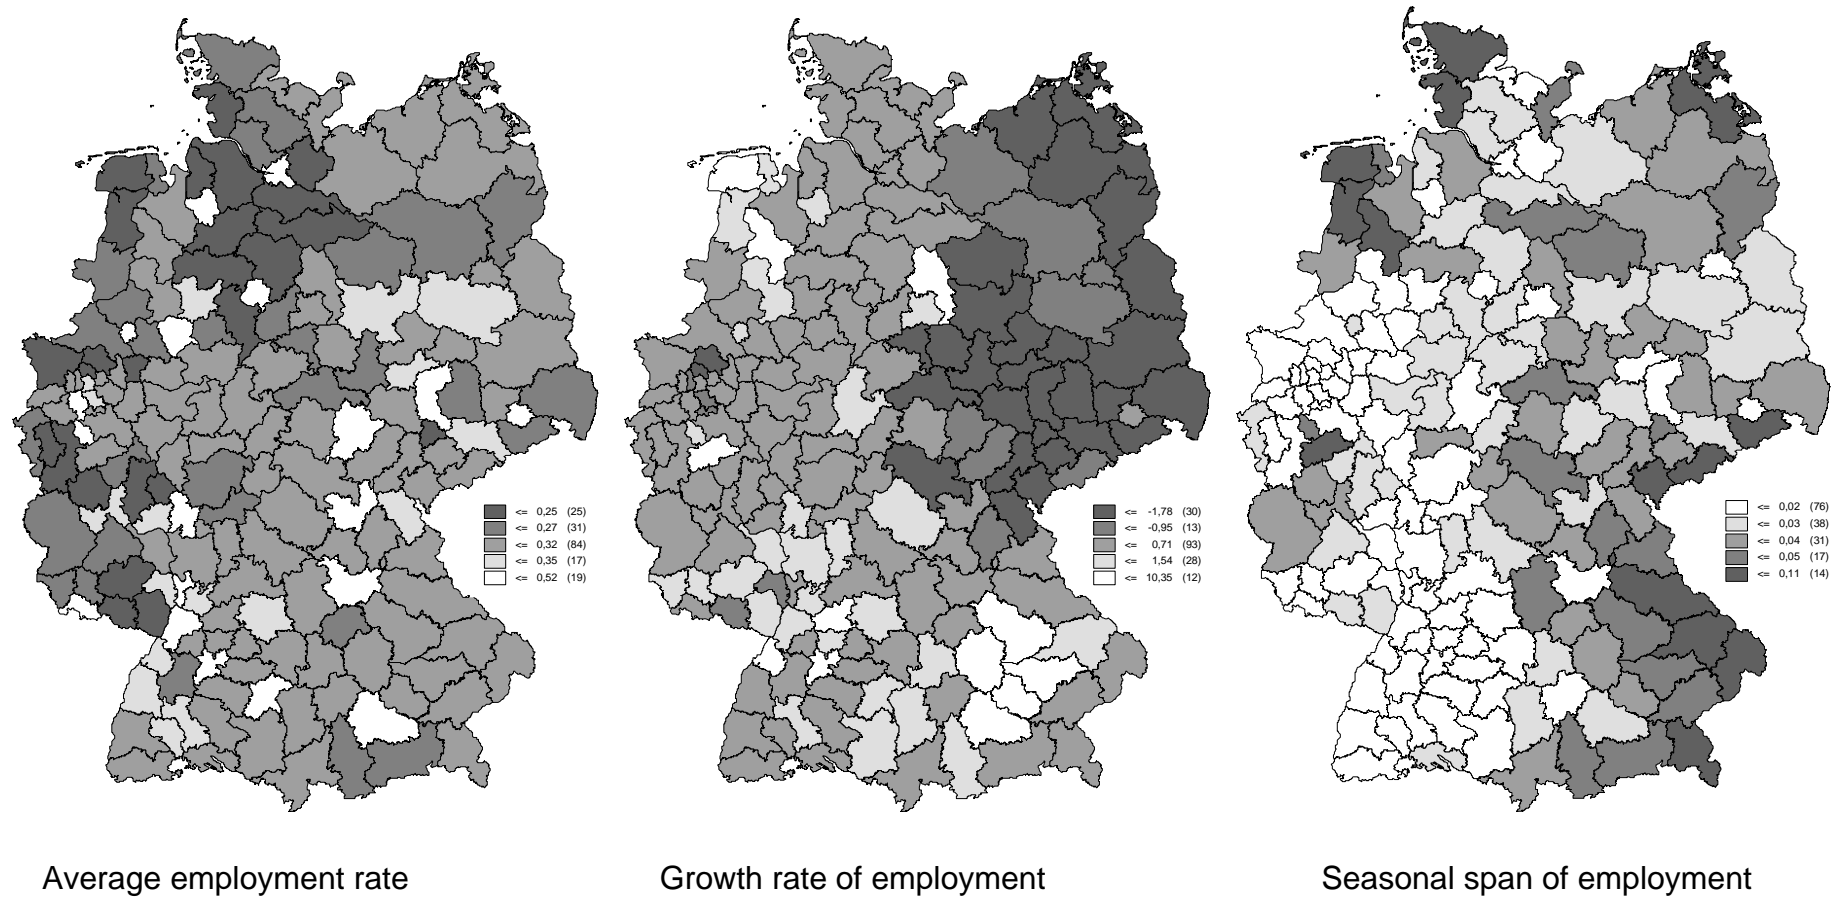 <= 0,25 (25)
<= 0,27 (31)
<= 0,32 (84)
<= 0,35 (17)
<= 0,52 (19)
<= -1,78 (30)
<= -0,95 (13)
<= 0,71 (93)
<= 1,54 (28)
<= 10,35 (12)
<= 0,02 (76)
<= 0,03 (38)
<= 0,04 (31)
<= 0,05 (17)
<= 0,11 (14)
Average employment rate
Growth rate of employment
Seasonal span of employment